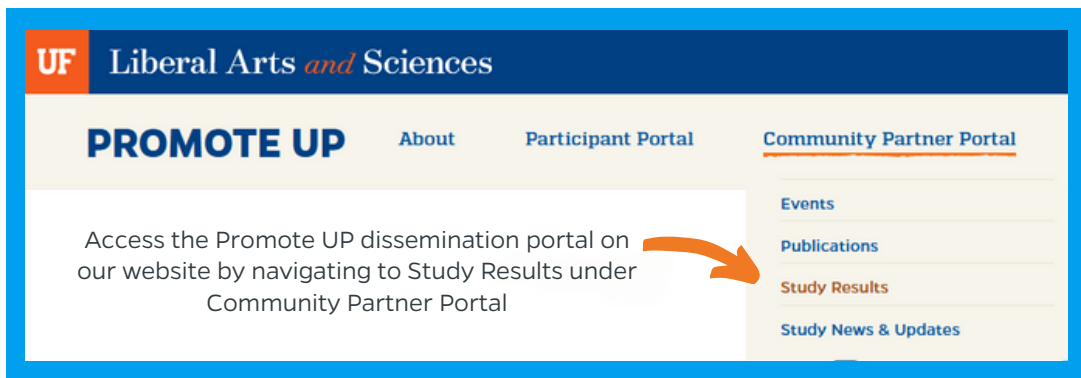 UF Liberal Arts and Sciences
PROMOTE UP About Participant Portal Community Partner Portal
Events
Publications
Study Results
Study News & Updates
Access the Promote UP dissemination portal on
our website by navigating to Study Results under
Community Partner Portal